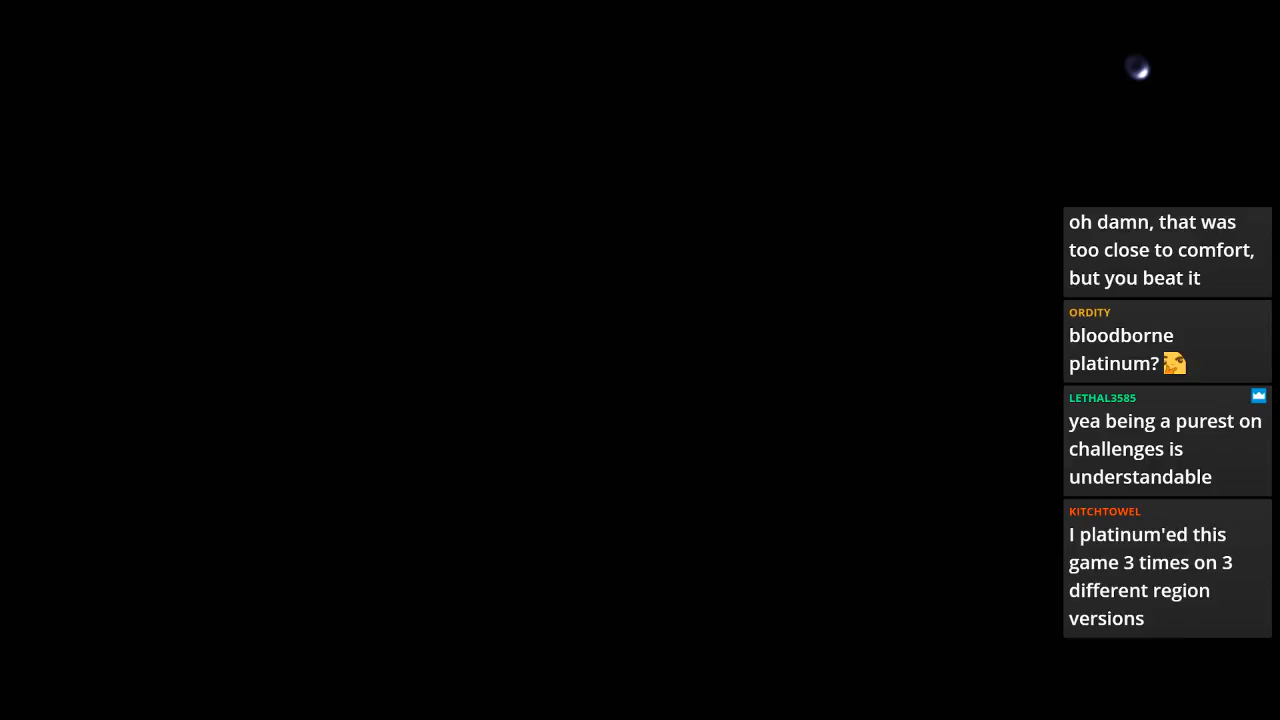 oh damn, that was
too close to comfort,
but you beat it
ORDITY
bloodborne
platinum?
LETHAL3585
yea being a purest on
challenges is
understandable
KITCHTOWEL
I platinum'ed this
game 3 times on 3
different region
versions